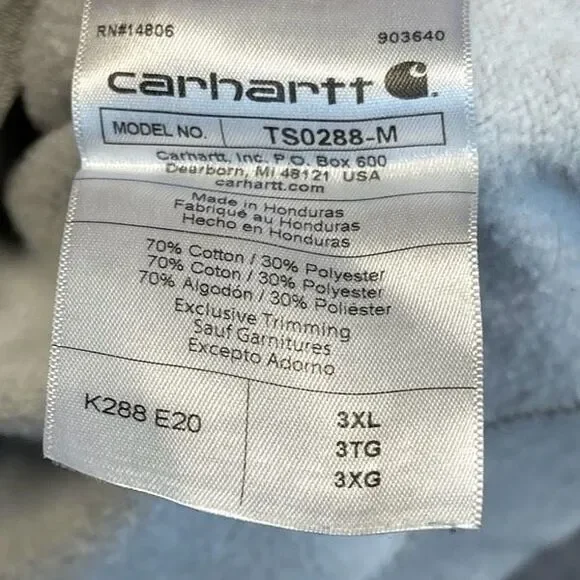 RN#14806 903640
carhartt
MODEL NO. TS0288-M
Carhartt, Inc. P.O. Box 600
Dearborn, MI 48121 USA
carhartt.com
Made in Honduras
Fabriqué au Honduras
Hecho en Honduras
70% Cotton / 30% Polyester
70% Coton / 30% Polyester
70% Algodón / 30% Poliéster
Exclusive Trimming
Sauf Garnitures
Excepto Adorno
K288 E20
3XL
3TG
3XG